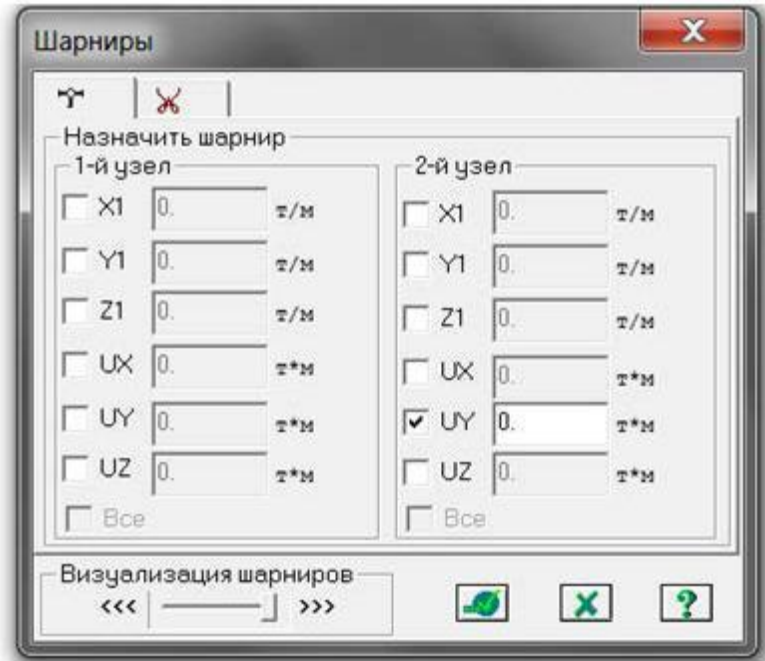 Шарниры
Назначить шарнир
1-й узел
X1 0. т/м
Y1 0. т/м
Z1 0. т/м
UX 0. т*м
UY 0. т*м
UZ 0. т*м
Все
2-й узел
X1 0. т/м
Y1 0. т/м
Z1 0. т/м
UX 0. т*м
UY 0. т*м
UZ 0. т*м
Все
Визуализация шарниров
<<< >>>
?